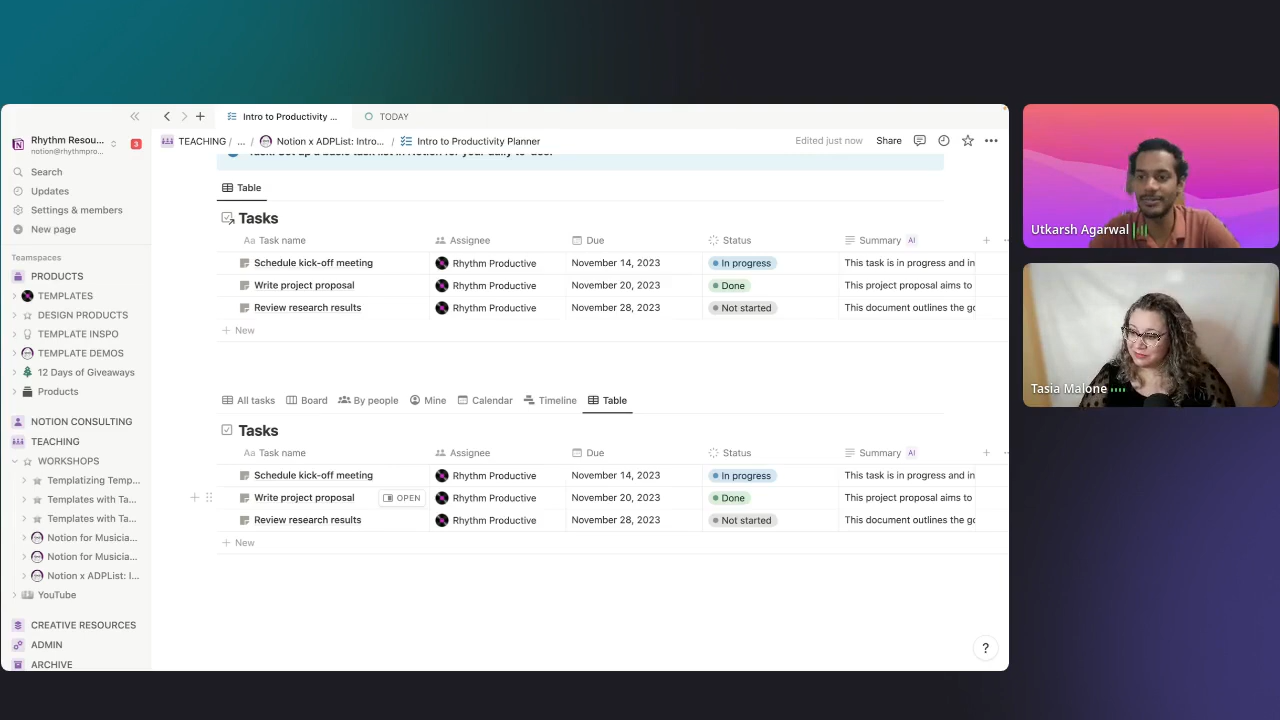 Intro to Productivity ...
TODAY
Rhythm Resou...
notion@rhythmpro...
3
TEACHING / ... / Notion x ADPList: Intro... / Intro to Productivity Planner
Edited just now
Share
Search
Updates
Settings & members
New page
Teamspaces
PRODUCTS
TEMPLATES
DESIGN PRODUCTS
TEMPLATE INSPO
TEMPLATE DEMOS
12 Days of Giveaways
Products
NOTION CONSULTING
TEACHING
WORKSHOPS
Templatizing Temp...
Templates with Ta...
Templates with Ta...
Notion for Musicia...
Notion for Musicia...
Notion x ADPList: I...
YouTube
CREATIVE RESOURCES
ADMIN
ARCHIVE
Table
Tasks
Aa Task name Assignee Due Status Summary AI
Schedule kick-off meeting Rhythm Productive November 14, 2023 In progress This task is in progress and in
Write project proposal Rhythm Productive November 20, 2023 Done This project proposal aims to
Review research results Rhythm Productive November 28, 2023 Not started This document outlines the go
+ New
All tasks Board By people Mine Calendar Timeline Table
Tasks
Aa Task name Assignee Due Status Summary AI
Schedule kick-off meeting Rhythm Productive November 14, 2023 In progress This task is in progress and in
Write project proposal OPEN Rhythm Productive November 20, 2023 Done This project proposal aims to
Review research results Rhythm Productive November 28, 2023 Not started This document outlines the go
+ New
?
Utkarsh Agarwal
Tasia Malone